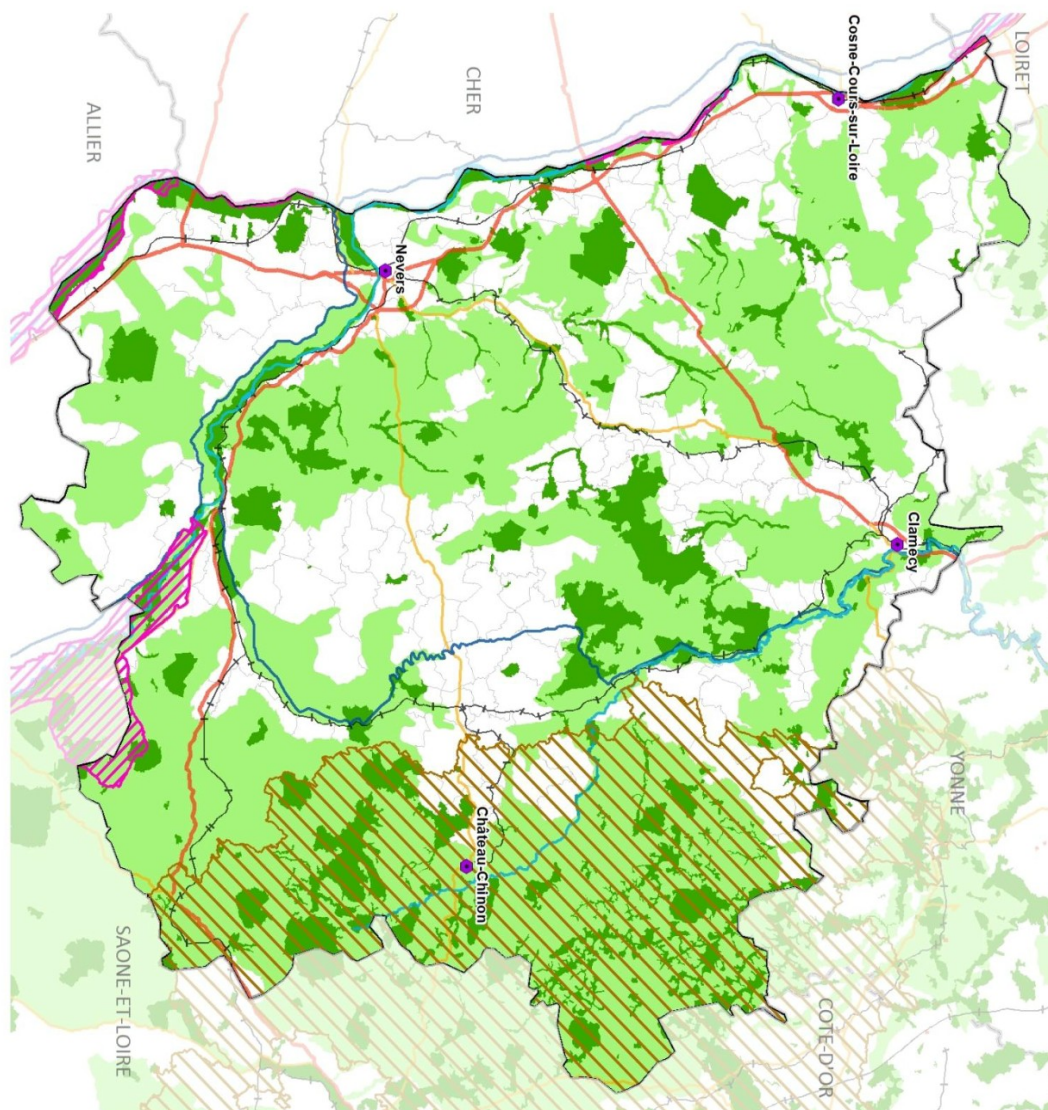 LOIRET
Cosne-Cours-sur-Loire
CHER
ALLIER
Nevers
Clamecy
YONNE
Château-Chinon
COTE-D'OR
SAONE-ET-LOIRE